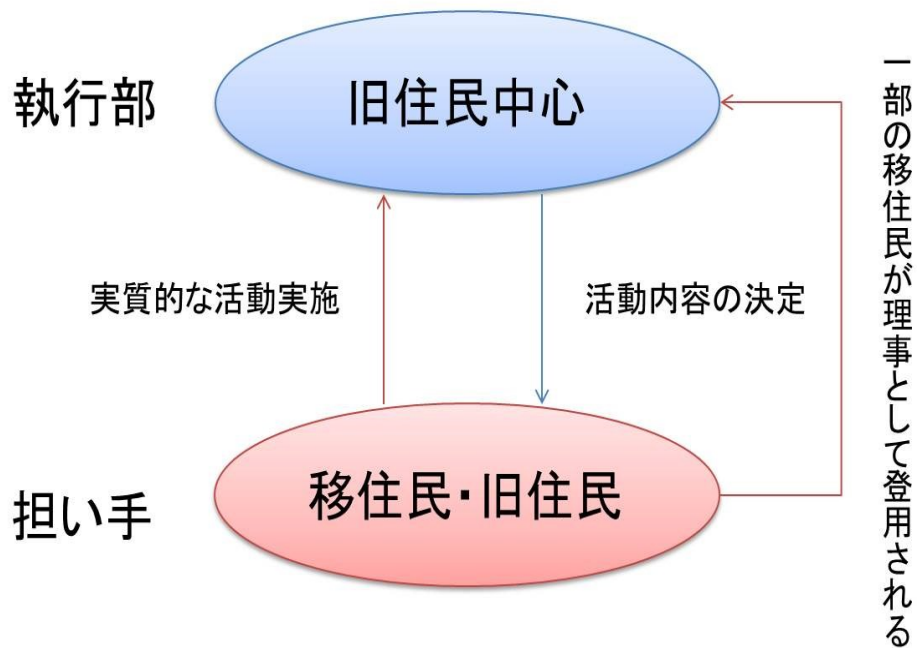 執行部
旧住民中心
実質的な活動実施
活動内容の決定
移住民・旧住民
担い手
一部の移住民が理事として登用される